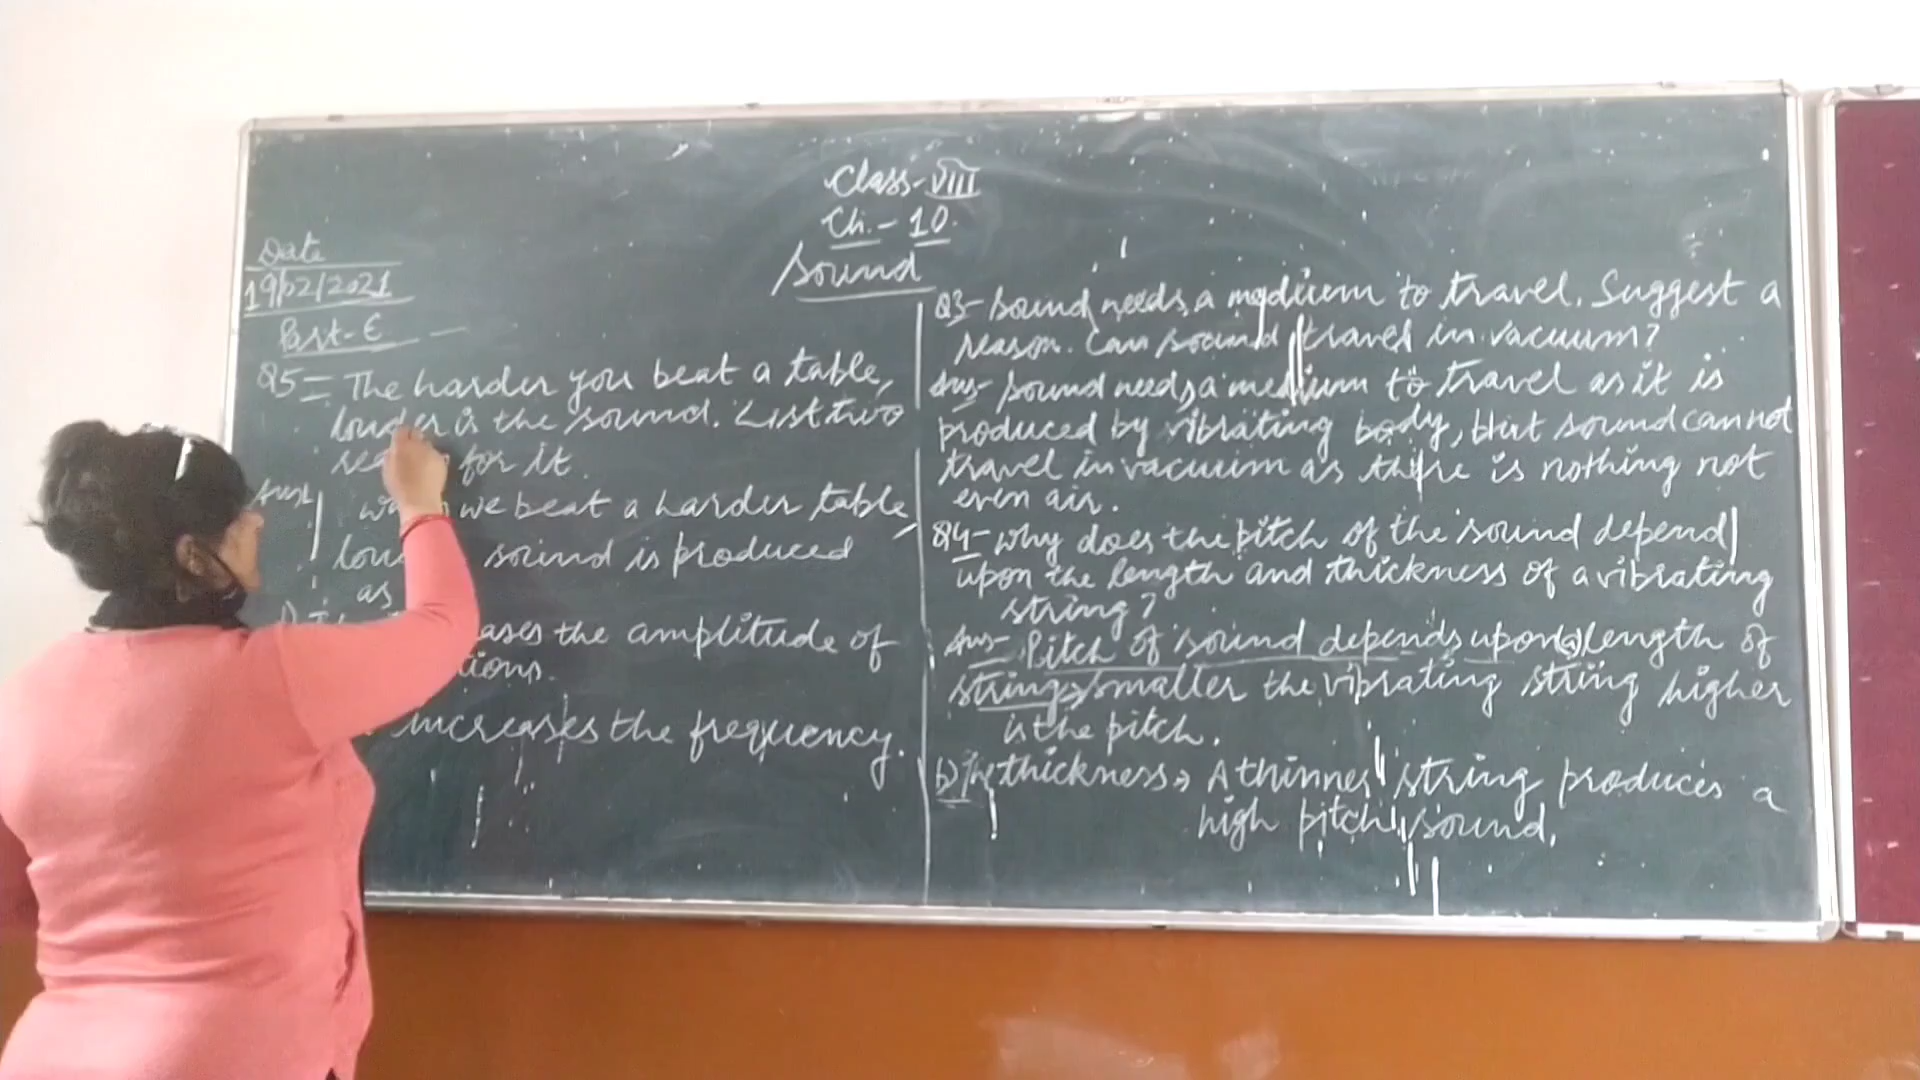 Class-VIII
Ch.-10.
Sound
Date
19/02/2021
Part-E
Q5= The harder you beat a table,
louder is the sound. List two
for it.
Ans we beat a harder table
sound is produced
as
the amplitude of
increases the frequency.
Q3- Sound needs a medium to travel. Suggest a
reason. Can sound travel in vacuum?
Ans- Sound needs a medium to travel as it is
produced by vibrating body, but sound cannot
travel in vacuum as there is nothing not
even air.
Q4- Why does the pitch of the sound depend
upon the length and thickness of a vibrating
string?
Ans- Pitch of sound depends upon (a) length of
string → smaller the vibrating string higher
is the pitch.
b) The thickness → A thinner string produces a
high pitch sound.